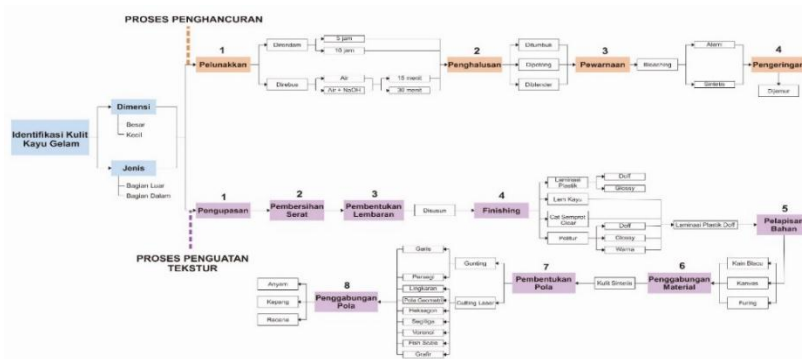 PROSES PENGHANCURAN
1
Pelunakkan
Direndam
5 jam
10 jam
Direbus
Air
Air + NaOH
15 menit
30 menit
2
Penghalusan
Ditumbuk
Dipotong
Diblender
3
Pewarnaan
Bleaching
Alami
Sintetis
4
Pengeringan
Dijemur
Identifikasi Kulit
Kayu Gelam
Dimensi
Besar
Kecil
Jenis
Bagian Luar
Bagian Dalam
1
Pengupasan
2
Pembersihan
Serat
3
Pembentukan
Lembaran
Disusun
4
Finishing
Laminasi
Plastik
Doff
Glossy
Lem Kayu
Cat Semprot
Clear
Politur
Doff
Glossy
Warna
Laminasi Plastik Doff
5
Pelapisan
Bahan
Kain Blacu
Kanvas
Furing
6
Penggabungan
Material
Kulit Sintetis
7
Pembentukan
Pola
Gunting
Cutting Laser
Garis
Persegi
Lingkaran
Pola Geometri
Heksagon
Segitiga
Voronoi
Fish Scale
Grafir
8
Penggabungan
Pola
Anyam
Kepang
PROSES PENGUATAN
TEKSTUR